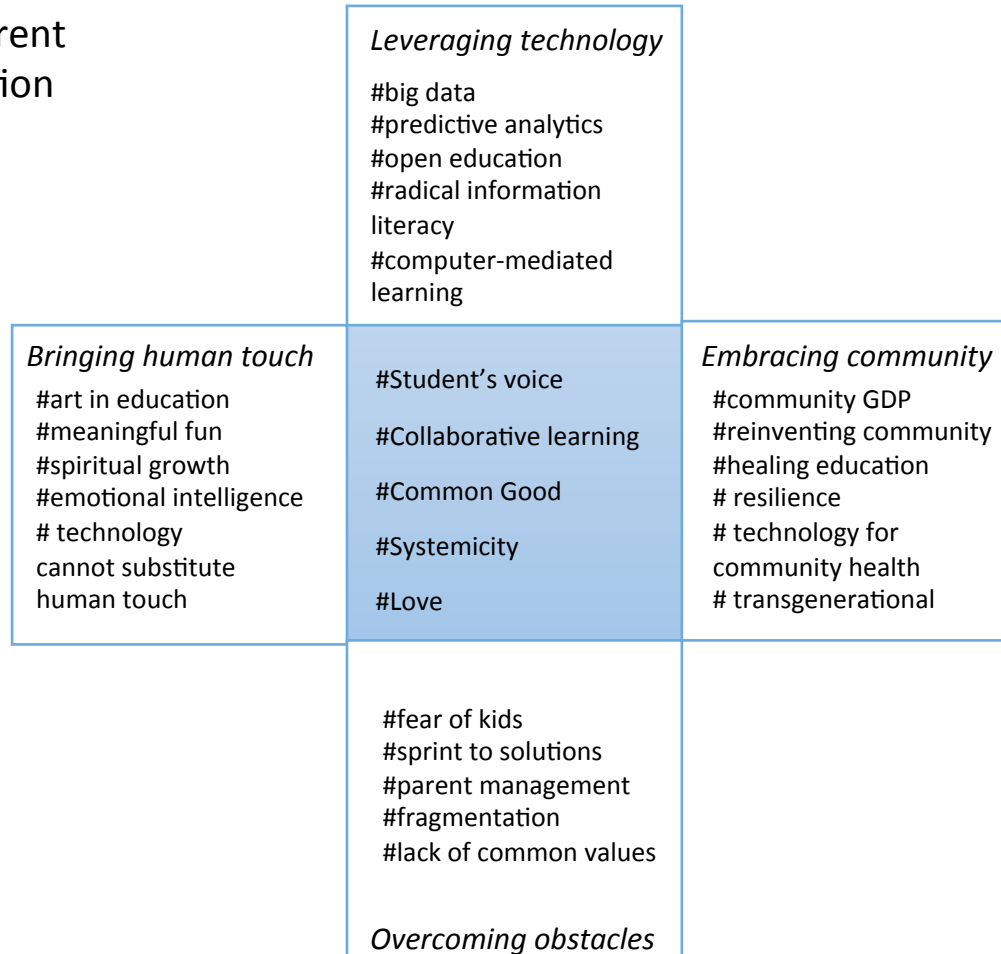 rent
tion
Leveraging technology
#big data
#predictive analytics
#open education
#radical information
literacy
#computer-mediated
learning
Bringing human touch
#art in education
#meaningful fun
#spiritual growth
#emotional intelligence
# technology
cannot substitute
human touch
#Student’s voice
#Collaborative learning
#Common Good
#Systemicity
#Love
Embracing community
#community GDP
#reinventing community
#healing education
# resilience
# technology for
community health
# transgenerational
#fear of kids
#sprint to solutions
#parent management
#fragmentation
#lack of common values
Overcoming obstacles